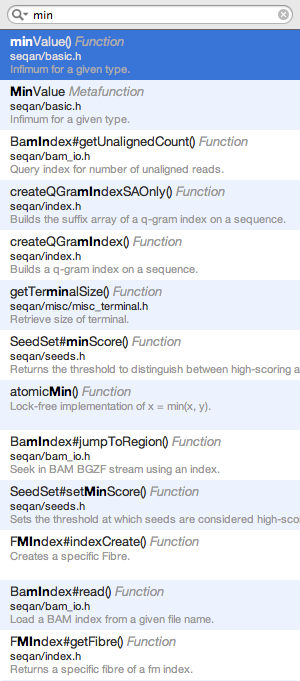 min
minValue() Function
seqan/basic.h
Infimum for a given type.
MinValue Metafunction
seqan/basic.h
Infimum for a given type.
BamIndex#getUnalignedCount() Function
seqan/bam_io.h
Query index for number of unaligned reads.
createQGramIndexSAOnly() Function
seqan/index.h
Builds the suffix array of a q-gram index on a sequence.
createQGramIndex() Function
seqan/index.h
Builds a q-gram index on a sequence.
getTerminalSize() Function
seqan/misc/misc_terminal.h
Retrieve size of terminal.
SeedSet#minScore() Function
seqan/seeds.h
Returns the threshold to distinguish between high-scoring a
atomicMin() Function
Lock-free implementation of x = min(x, y).
BamIndex#jumpToRegion() Function
seqan/bam_io.h
Seek in BAM BGZF stream using an index.
SeedSet#setMinScore() Function
seqan/seeds.h
Sets the threshold at which seeds are considered high-sco
FMIndex#indexCreate() Function
Creates a specific Fibre.
BamIndex#read() Function
seqan/bam_io.h
Load a BAM index from a given file name.
FMIndex#getFibre() Function
seqan/index.h
Returns a specific fibre of a fm index.